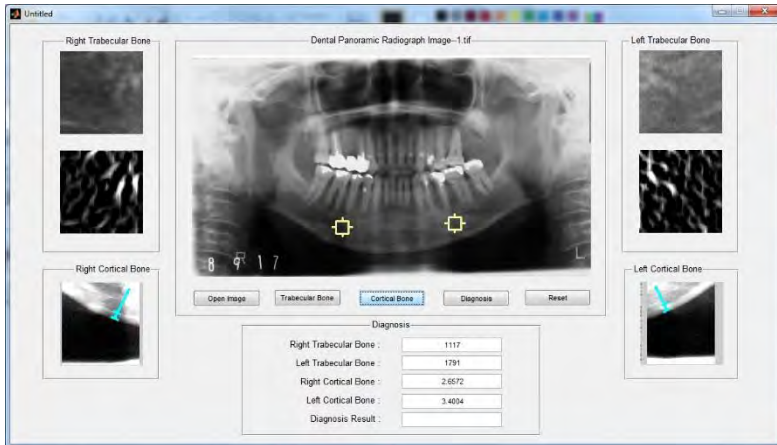 Untitled
Right Trabecular Bone
Dental Panoramic Radiograph Image-1.tif
Left Trabecular Bone
R
8 9 1 7
L
Right Cortical Bone
Left Cortical Bone
Open Image
Trabecular Bone
Cortical Bone
Diagnosis
Reset
Diagnosis
Right Trabecular Bone : 1117
Left Trabecular Bone : 1791
Right Cortical Bone : 2.6572
Left Cortical Bone : 3.4004
Diagnosis Result :